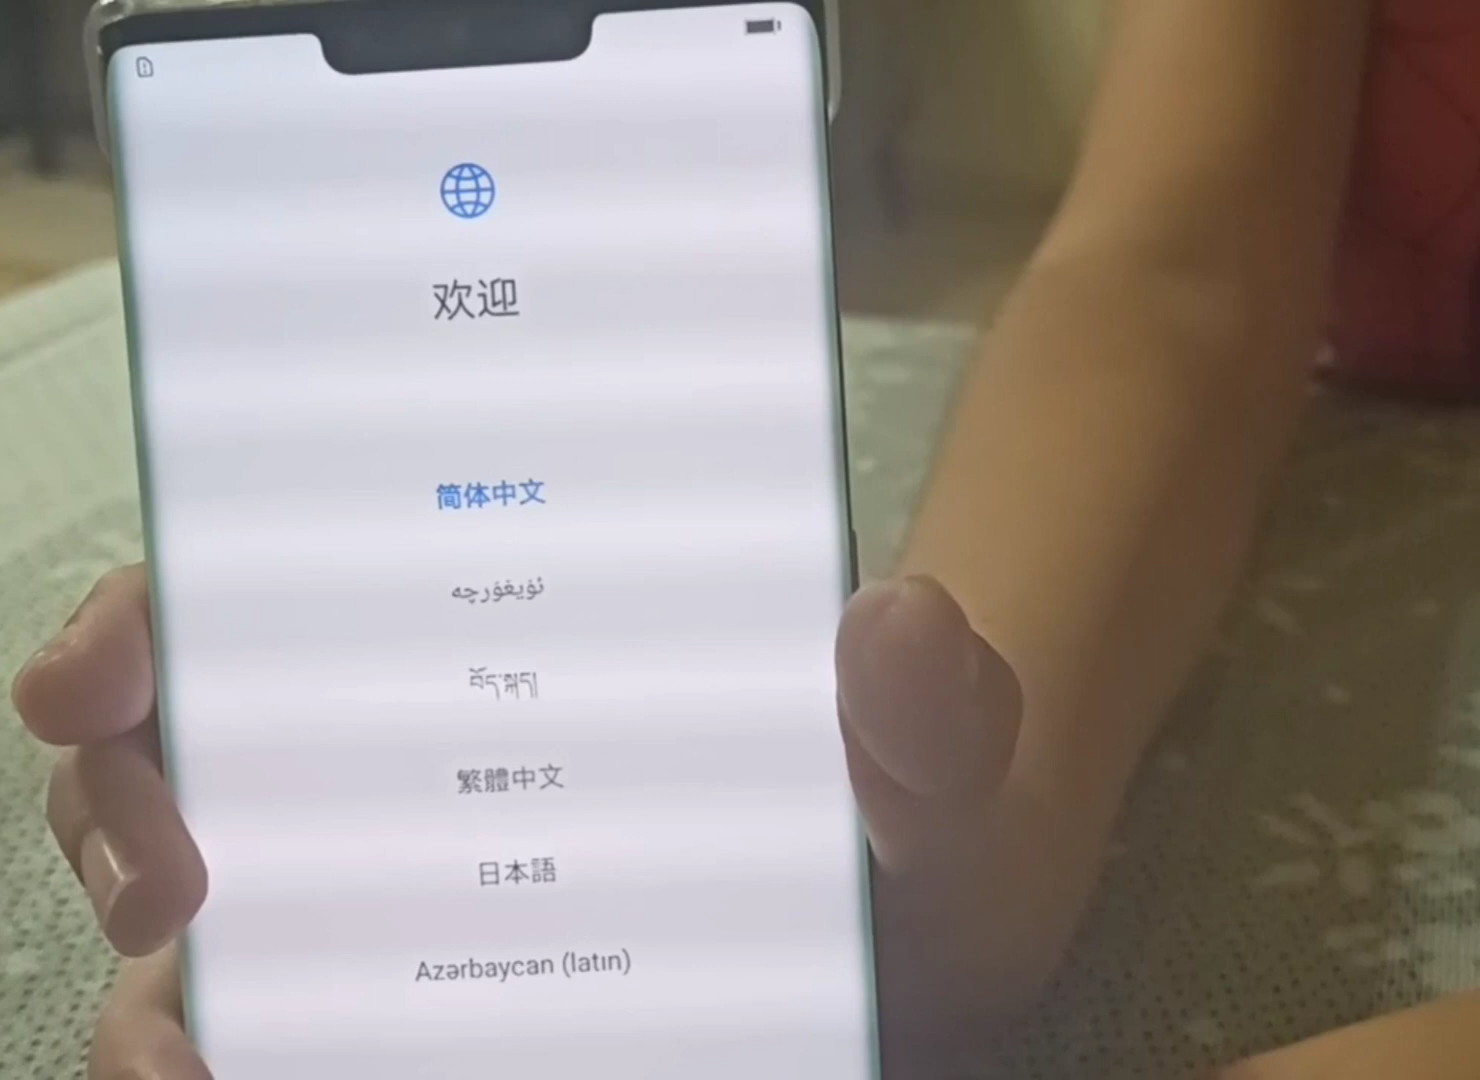 欢迎
简体中文
ئۇيغۇرچە
བོད་སྐད།
繁體中文
日本語
Azərbaycan (latın)